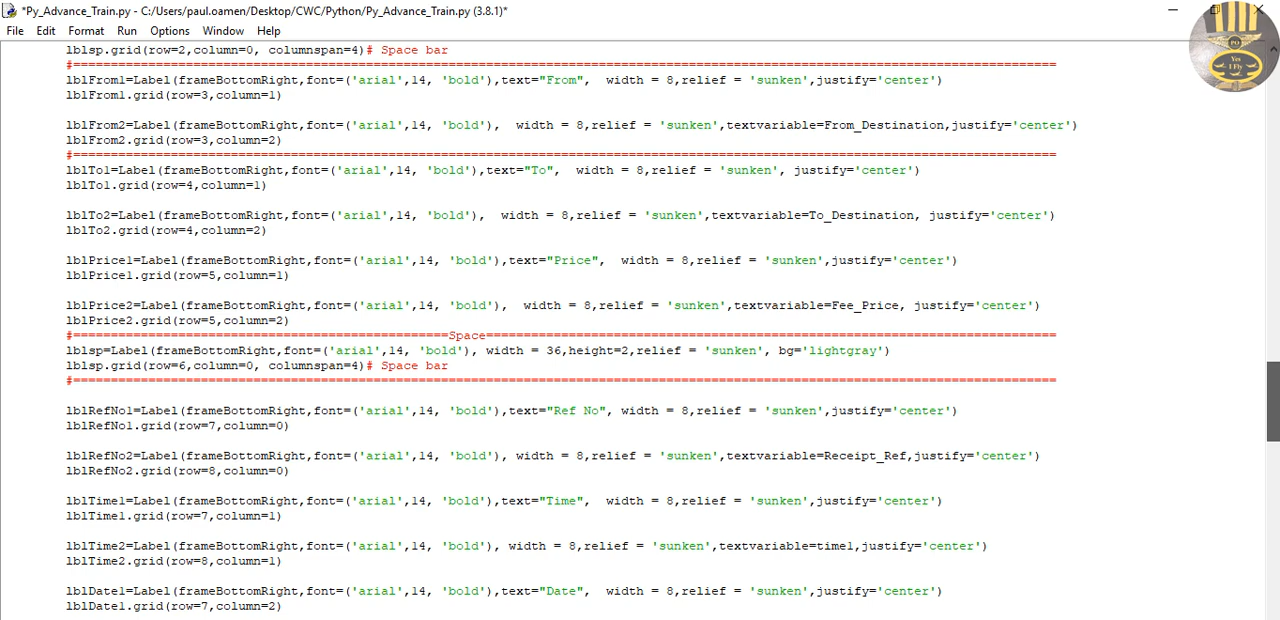 *Py_Advance_Train.py - C:/Users/paul.oamen/Desktop/CWC/Python/Py_Advance_Train.py (3.8.1)*
File Edit Format Run Options Window Help
lblsp.grid(row=2,column=0, columnspan=4)# Space bar
#===================================================================================================================================
lblFrom1=Label(frameBottomRight,font=('arial',14, 'bold'),text="From",  width = 8,relief = 'sunken',justify='center')
lblFrom1.grid(row=3,column=1)
lblFrom2=Label(frameBottomRight,font=('arial',14, 'bold'),  width = 8,relief = 'sunken',textvariable=From_Destination,justify='center')
lblFrom2.grid(row=3,column=2)
#===================================================================================================================================
lblTo1=Label(frameBottomRight,font=('arial',14, 'bold'),text="To",  width = 8,relief = 'sunken', justify='center')
lblTo1.grid(row=4,column=1)
lblTo2=Label(frameBottomRight,font=('arial',14, 'bold'),  width = 8,relief = 'sunken',textvariable=To_Destination, justify='center')
lblTo2.grid(row=4,column=2)
lblPrice1=Label(frameBottomRight,font=('arial',14, 'bold'),text="Price",  width = 8,relief = 'sunken',justify='center')
lblPrice1.grid(row=5,column=1)
lblPrice2=Label(frameBottomRight,font=('arial',14, 'bold'),  width = 8,relief = 'sunken',textvariable=Fee_Price, justify='center')
lblPrice2.grid(row=5,column=2)
#==================================================Space============================================================================
lblsp=Label(frameBottomRight,font=('arial',14, 'bold'), width = 36,height=2,relief = 'sunken', bg='lightgray')
lblsp.grid(row=6,column=0, columnspan=4)# Space bar
#===================================================================================================================================
lblRefNo1=Label(frameBottomRight,font=('arial',14, 'bold'),text="Ref No", width = 8,relief = 'sunken',justify='center')
lblRefNo1.grid(row=7,column=0)
lblRefNo2=Label(frameBottomRight,font=('arial',14, 'bold'), width = 8,relief = 'sunken',textvariable=Receipt_Ref,justify='center')
lblRefNo2.grid(row=8,column=0)
lblTime1=Label(frameBottomRight,font=('arial',14, 'bold'),text="Time",  width = 8,relief = 'sunken',justify='center')
lblTime1.grid(row=7,column=1)
lblTime2=Label(frameBottomRight,font=('arial',14, 'bold'), width = 8,relief = 'sunken',textvariable=time1,justify='center')
lblTime2.grid(row=8,column=1)
lblDate1=Label(frameBottomRight,font=('arial',14, 'bold'),text="Date",  width = 8,relief = 'sunken',justify='center')
lblDate1.grid(row=7,column=2)
PO
Yes
I Fly